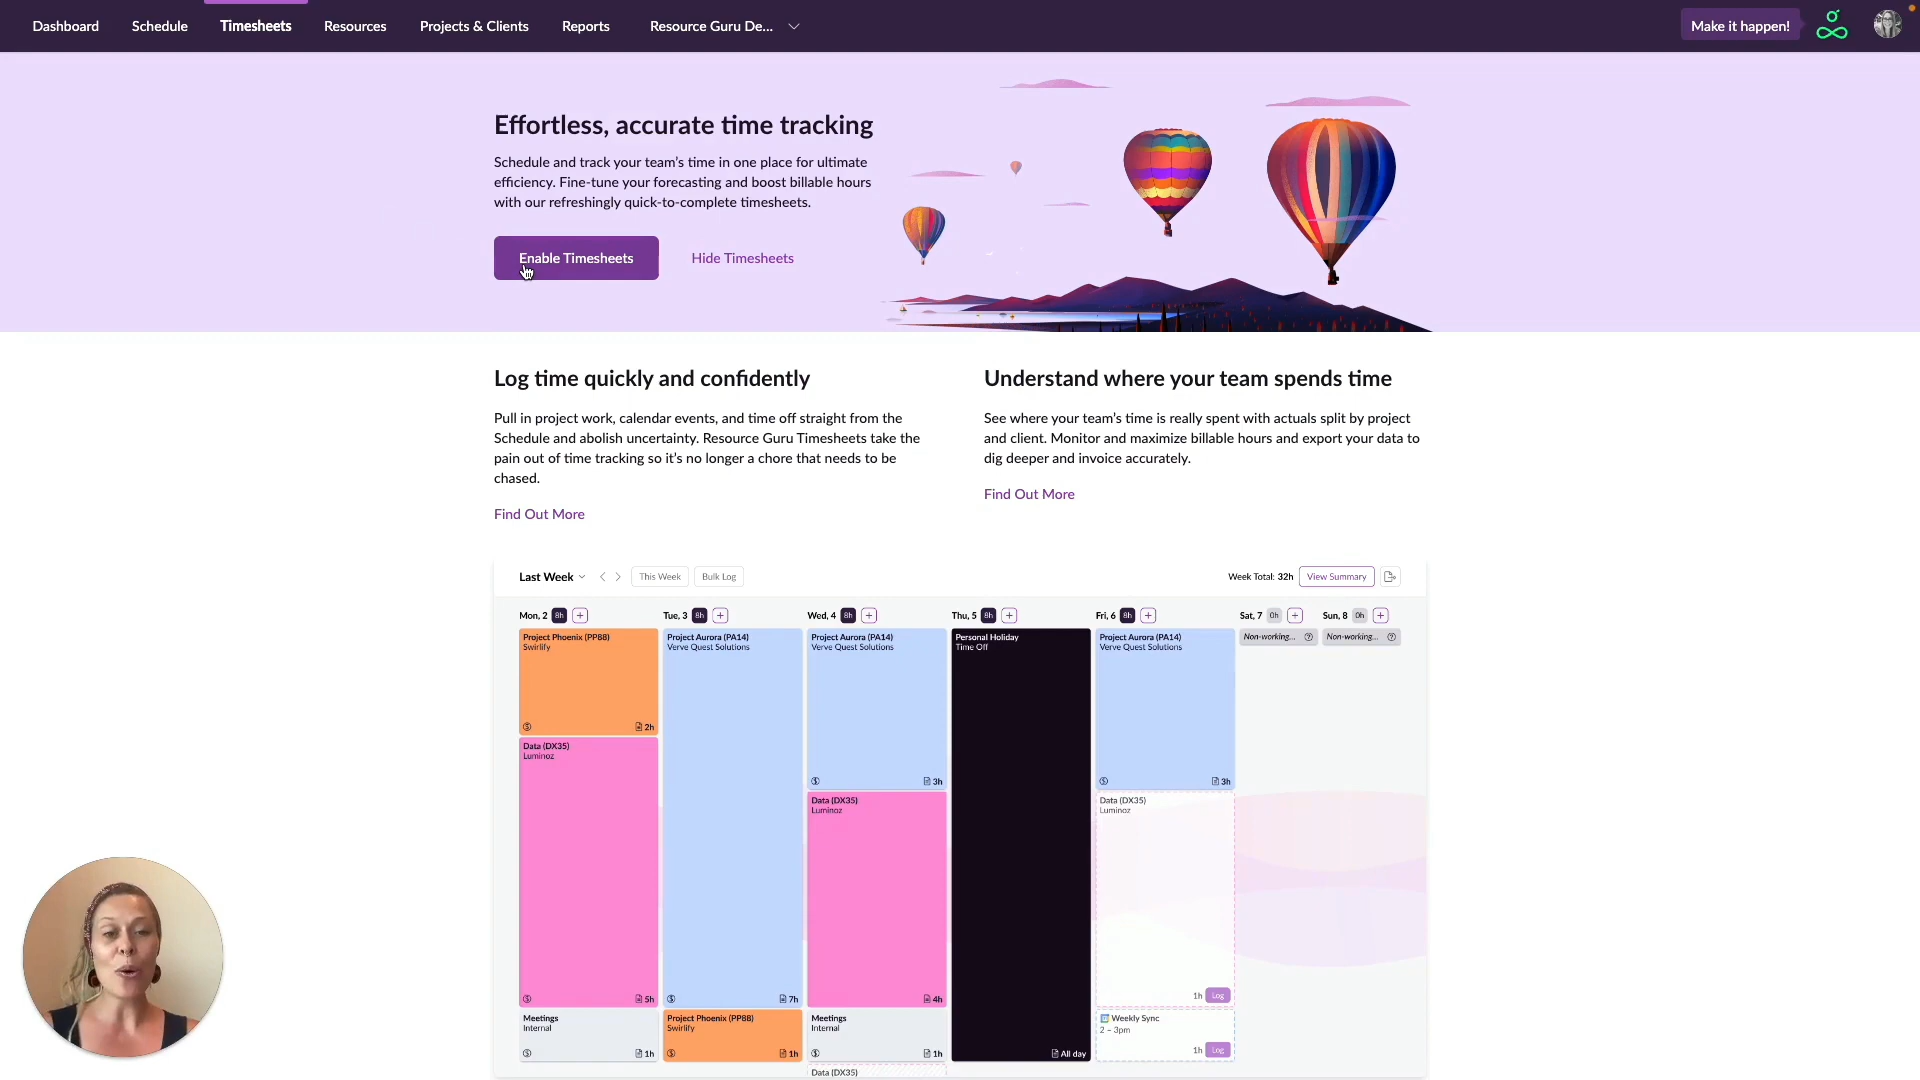 Dashboard
Schedule
Timesheets
Resources
Projects & Clients
Reports
Resource Guru De...
Make it happen!
Effortless, accurate time tracking
Schedule and track your team's time in one place for ultimate
efficiency. Fine-tune your forecasting and boost billable hours
with our refreshingly quick-to-complete timesheets.
Enable Timesheets
Hide Timesheets
Log time quickly and confidently
Pull in project work, calendar events, and time off straight from the
Schedule and abolish uncertainty. Resource Guru Timesheets take the
pain out of time tracking so it's no longer a chore that needs to be
chased.
Find Out More
Understand where your team spends time
See where your team's time is really spent with actuals split by project
and client. Monitor and maximize billable hours and export your data to
dig deeper and invoice accurately.
Find Out More
Last Week
This Week
Bulk Log
Week Total: 32h
View Summary
Mon, 2 8h +
Tue, 3 8h +
Wed, 4 8h +
Thu, 5 8h +
Fri, 6 8h +
Sat, 7 0h +
Sun, 8 0h +
Project Phoenix (PP88)
Swirlify
2h
Data (DX35)
Luminoz
5h
Meetings
Internal
1h
Project Aurora (PA14)
Verve Quest Solutions
7h
Project Phoenix (PP88)
Swirlify
1h
Project Aurora (PA14)
Verve Quest Solutions
3h
Data (DX35)
Luminoz
4h
Meetings
Internal
1h
Data (DX35)
Personal Holiday
Time Off
All day
Project Aurora (PA14)
Verve Quest Solutions
3h
Data (DX35)
Luminoz
1h Log
Weekly Sync
2 – 3pm
1h Log
Non-working...
Non-working...